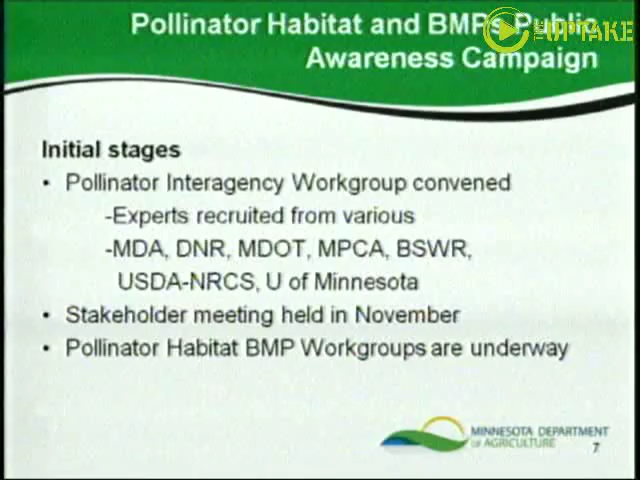 Pollinator Habitat and BMPs Public
Awareness Campaign
THE UPTAKE
Initial stages
• Pollinator Interagency Workgroup convened
-Experts recruited from various
-MDA, DNR, MDOT, MPCA, BSWR,
USDA-NRCS, U of Minnesota
• Stakeholder meeting held in November
• Pollinator Habitat BMP Workgroups are underway
MINNESOTA DEPARTMENT
OF AGRICULTURE
7